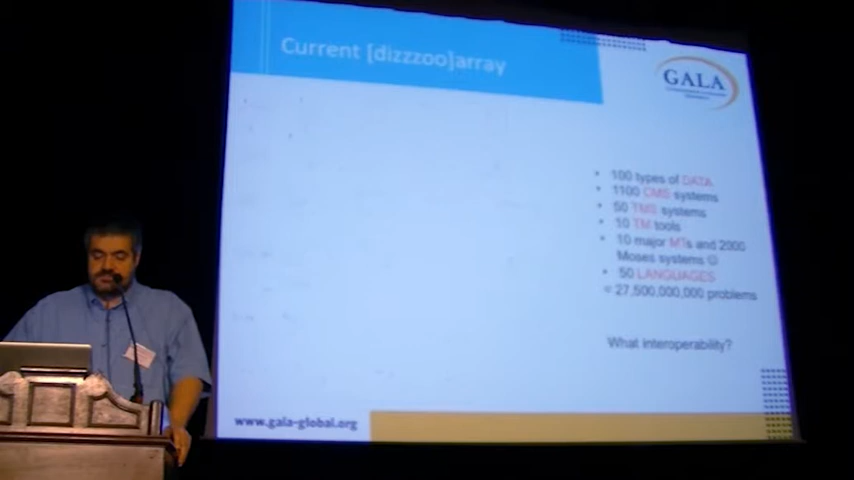 Current [dizzzoo]array
GALA
100 types of DATA
1100 CMS systems
50 TMS systems
10 TM tools
10 major MTs and 2000
Moses systems ☺
50 LANGUAGES
= 27,500,000,000 problems
What interoperability?
www.gala-global.org